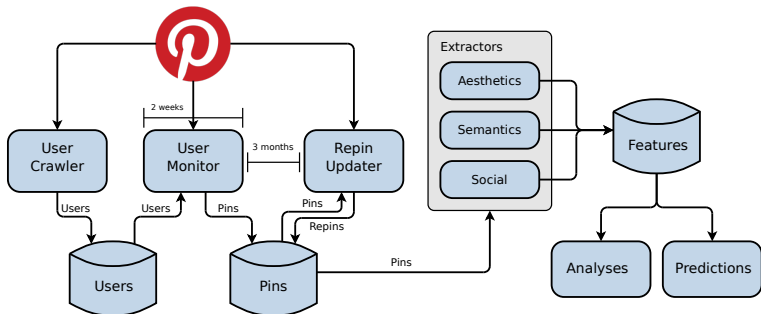 Extractors
Aesthetics
Semantics
Social
2 weeks
User
Crawler
User
Monitor
3 months
Repin
Updater
Features
Users
Users
Pins
Pins
Repins
Users
Pins
Pins
Analyses
Predictions